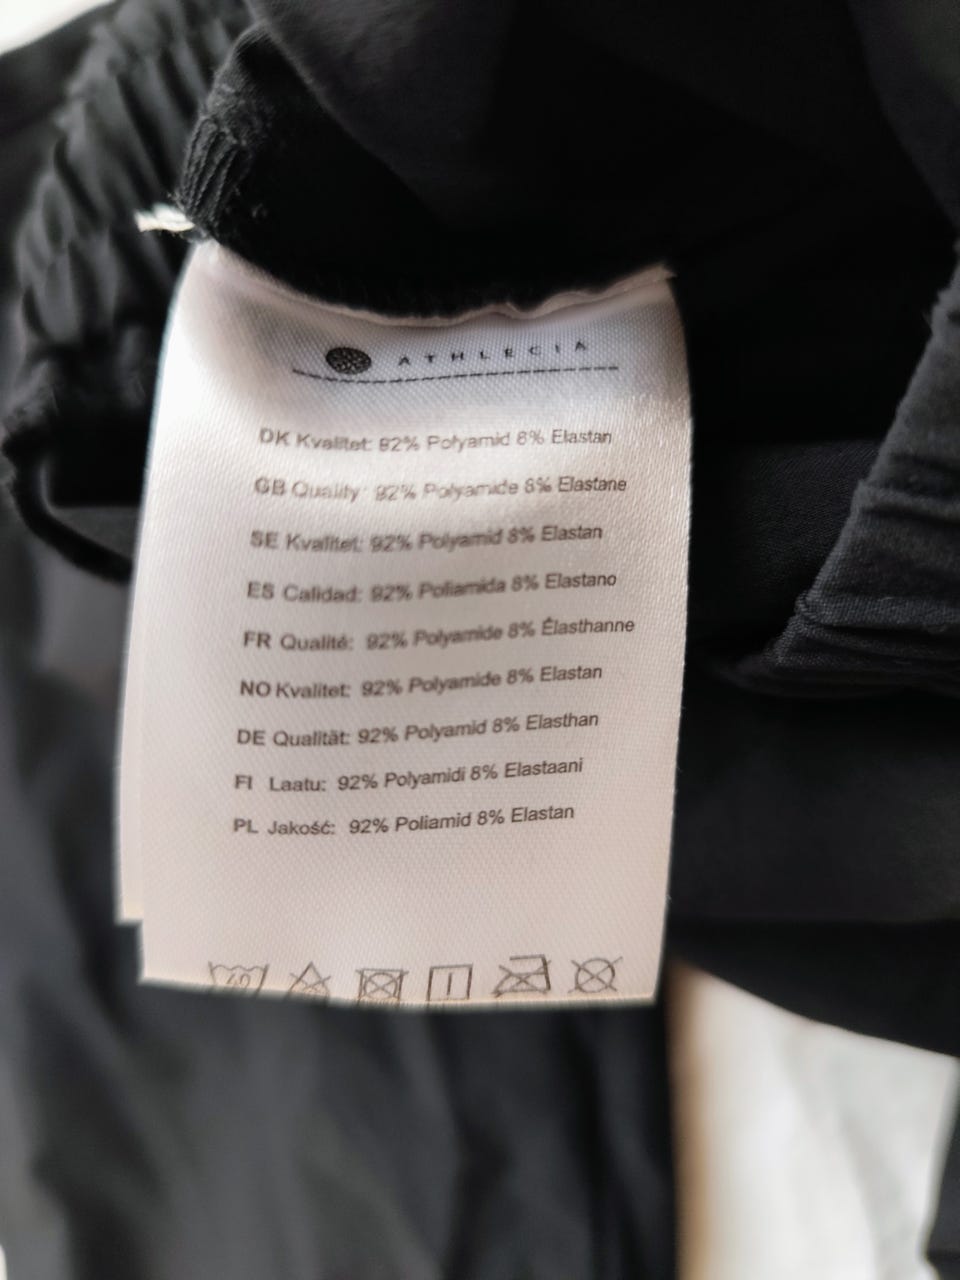 ATHLECIA
DK Kvalitet: 92% Polyamid 8% Elastan
GB Quality: 92% Polyamide 8% Elastane
SE Kvalitet: 92% Polyamid 8% Elastan
ES Calidad: 92% Poliamida 8% Elastano
FR Qualité: 92% Polyamide 8% Élasthanne
NO Kvalitet: 92% Polyamide 8% Elastan
DE Qualität: 92% Polyamid 8% Elasthan
FI Laatu: 92% Polyamidi 8% Elastaani
PL Jakość: 92% Poliamid 8% Elastan
40